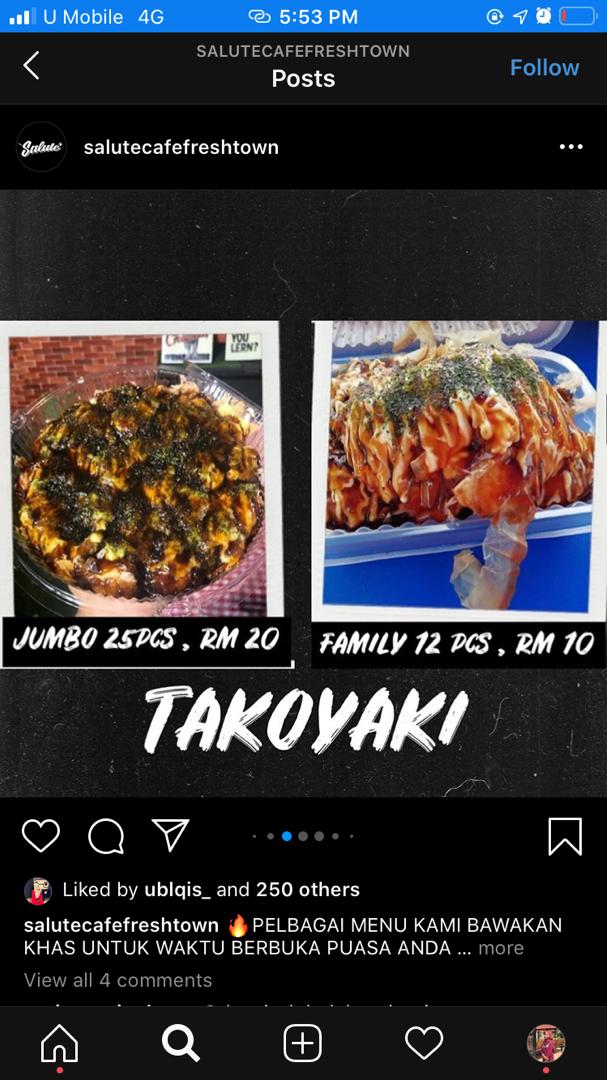 U Mobile 4G 5:53 PM
SALUTECAFEFRESHTOWN
Posts
Follow
Salute
salutecafefreshtown
YOU
LERN?
JUMBO 25PCS , RM 20
FAMILY 12 PCS , RM 10
TAKOYAKI
Liked by ublqis_ and 250 others
salutecafefreshtown 🔥PELBAGAI MENU KAMI BAWAKAN
KHAS UNTUK WAKTU BERBUKA PUASA ANDA ... more
View all 4 comments